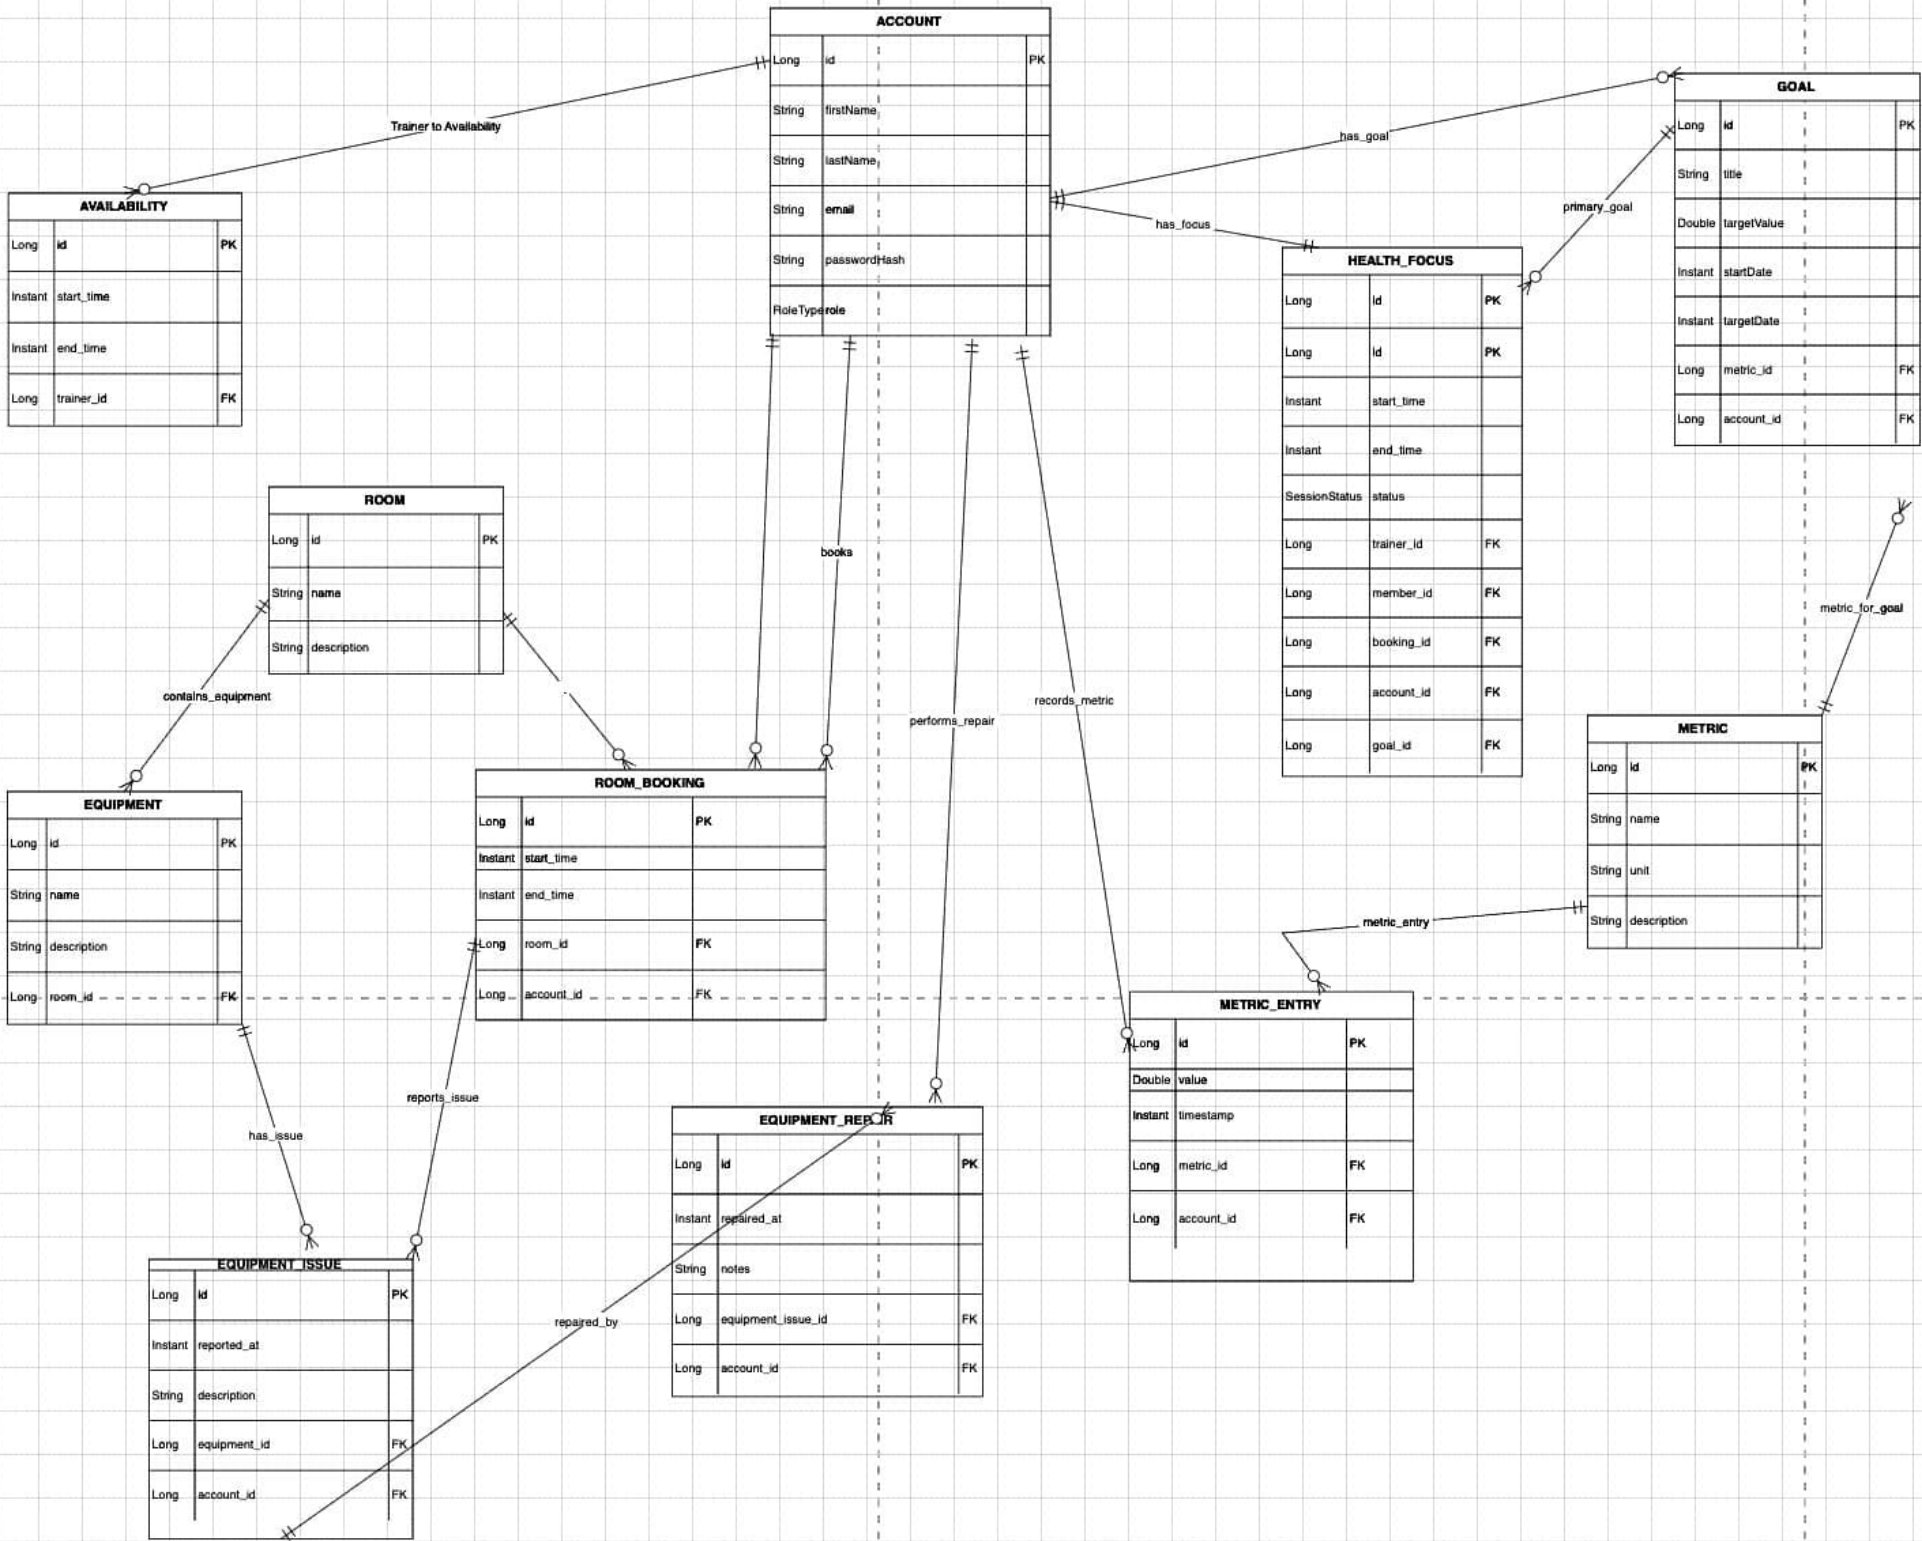 ACCOUNT
Long id PK
String firstName
String lastName
String email
String passwordHash
RoleType role
Trainer to Availability
has_goal
has_focus
primary_goal
GOAL
Long id PK
String title
Double targetValue
Instant startDate
Instant targetDate
Long metric_id FK
Long account_id FK
AVAILABILITY
Long id PK
Instant start_time
Instant end_time
Long trainer_id FK
HEALTH_FOCUS
Long id PK
Long id PK
Instant start_time
Instant end_time
SessionStatus status
Long trainer_id FK
Long member_id FK
Long booking_id FK
Long account_id FK
Long goal_id FK
ROOM
Long id PK
String name
String description
books
contains_equipment
performs_repair
records_metric
metric_for_goal
METRIC
Long id PK
String name
String unit
String description
EQUIPMENT
Long id PK
String name
String description
Long room_id FK
ROOM_BOOKING
Long id PK
Instant start_time
Instant end_time
Long room_id FK
Long account_id FK
metric_entry
METRIC_ENTRY
Long id PK
Double value
Instant timestamp
Long metric_id FK
Long account_id FK
reports_issue
has_issue
EQUIPMENT_REPAIR
Long id PK
Instant repaired_at
String notes
Long equipment_issue_id FK
Long account_id FK
EQUIPMENT_ISSUE
Long id PK
Instant reported_at
String description
Long equipment_id FK
Long account_id FK
repaired_by